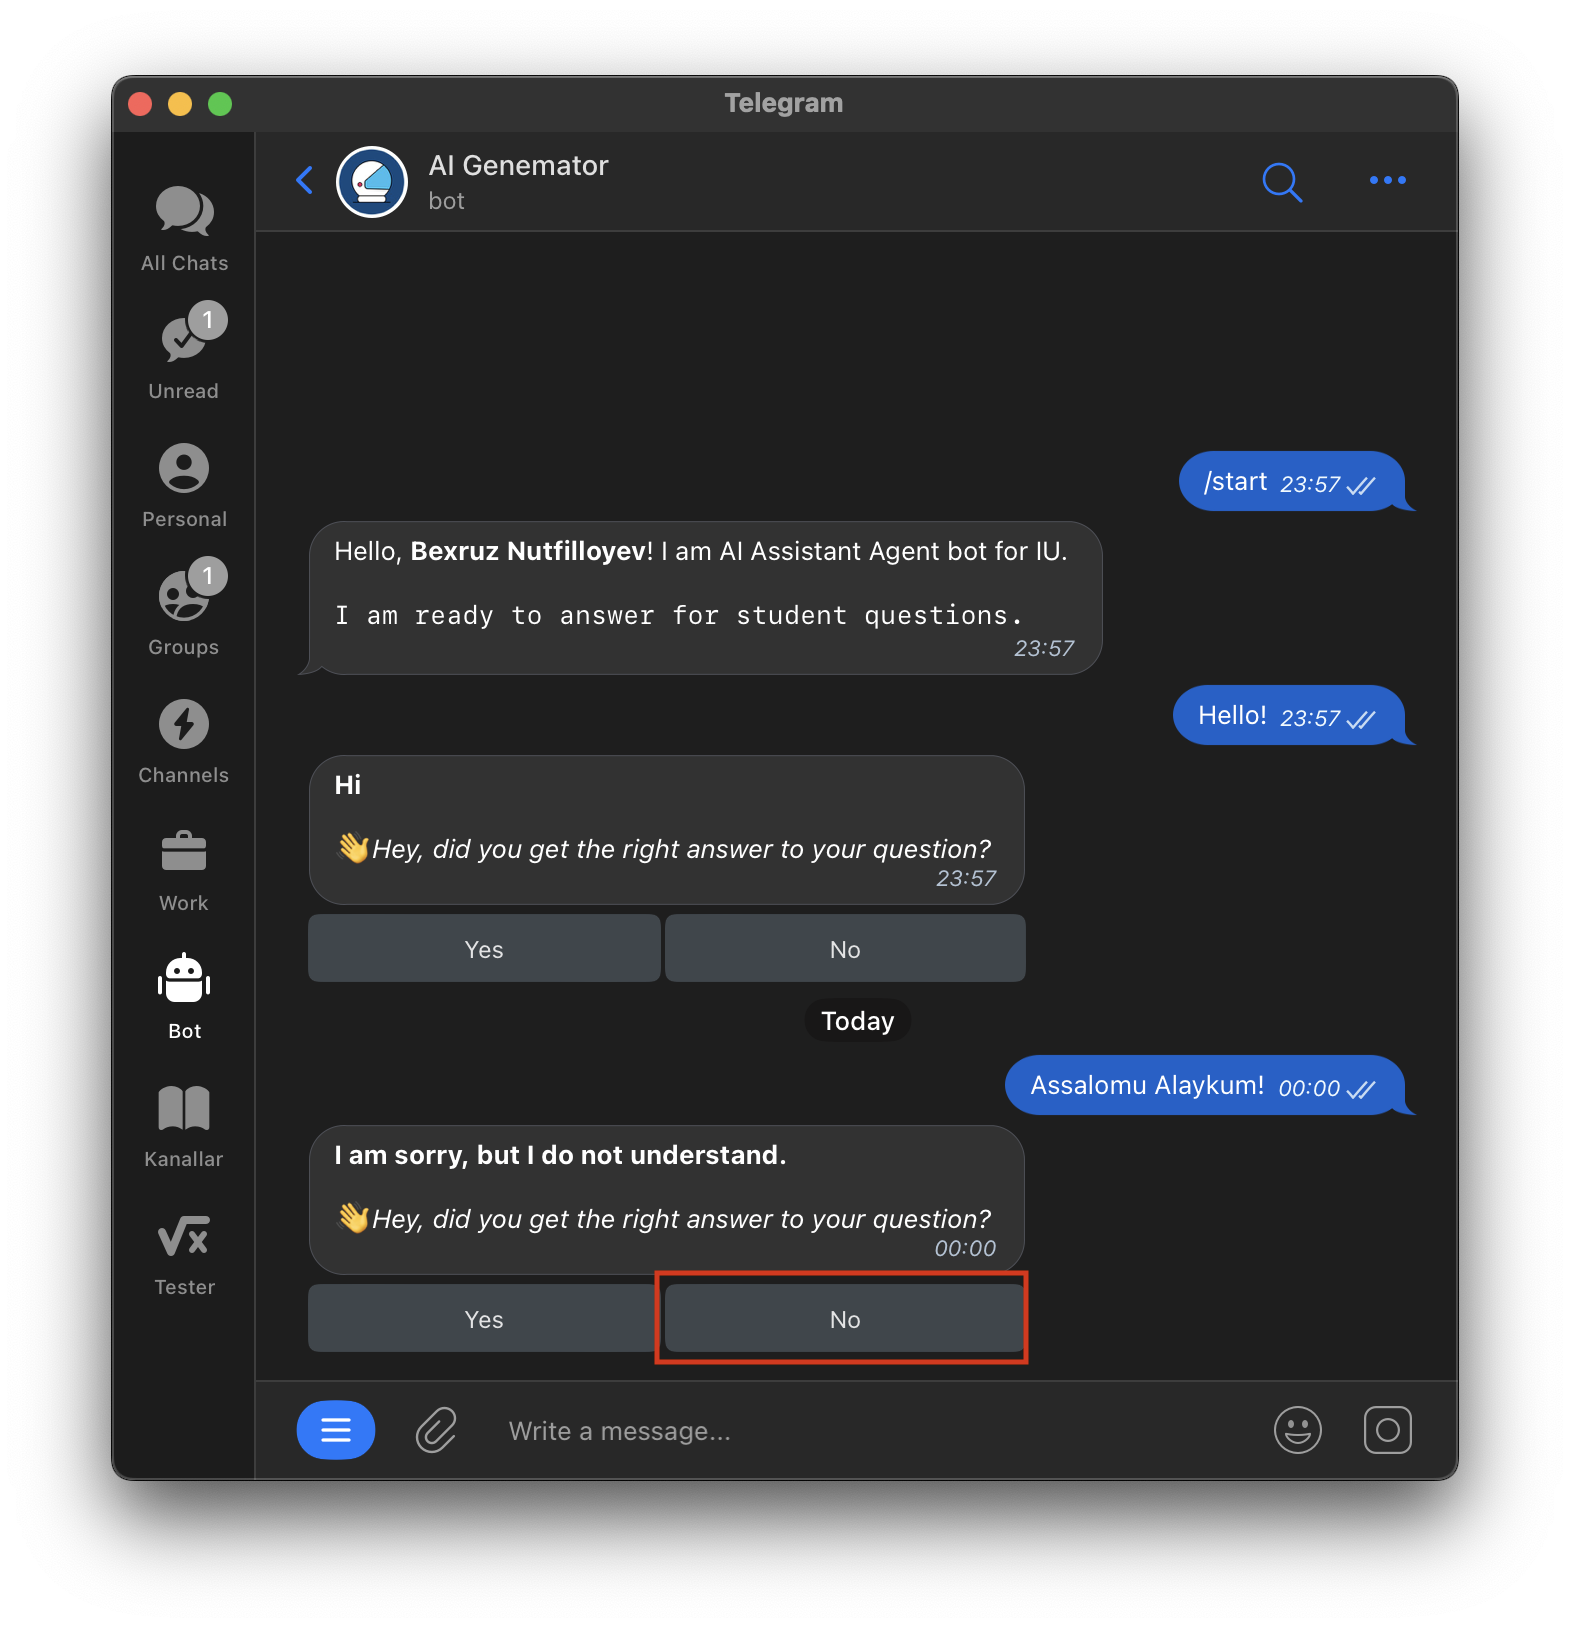 Telegram
AI Genemator
bot
All Chats
1
Unread
Personal
1
Groups
Channels
Work
Bot
Kanallar
Tester
/start 23:57
Hello, Bexruz Nutfilloyev! I am AI Assistant Agent bot for IU.
I am ready to answer for student questions.
23:57
Hello! 23:57
Hi
👋Hey, did you get the right answer to your question?
23:57
Yes No
Today
Assalomu Alaykum! 00:00
I am sorry, but I do not understand.
👋Hey, did you get the right answer to your question?
00:00
Yes No
Write a message...